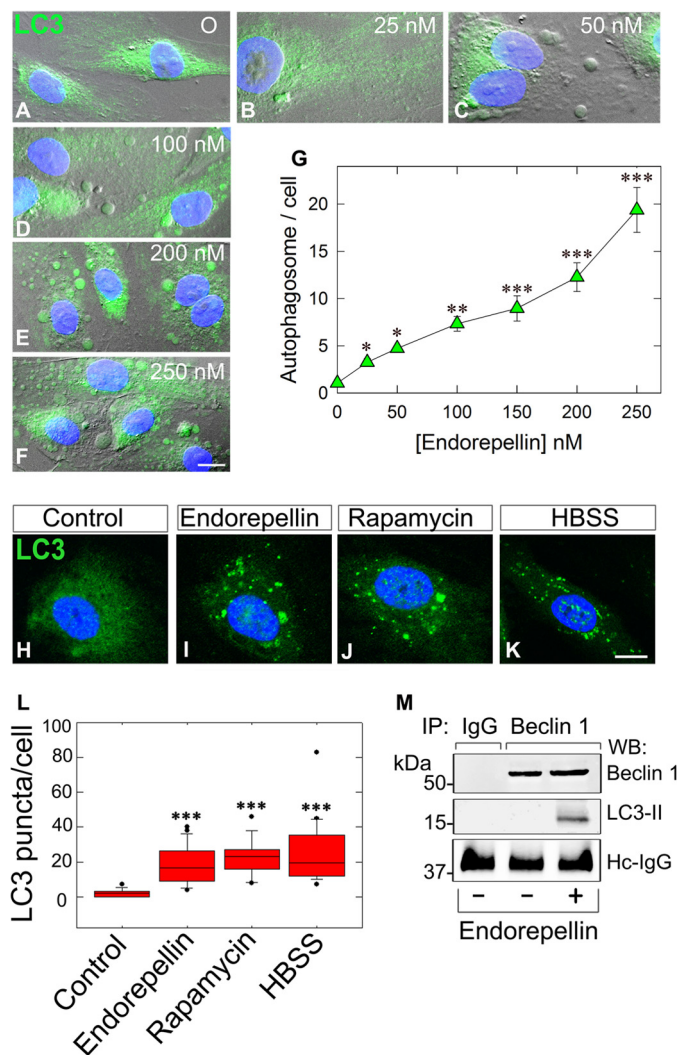 LC3 O
A
25 nM
B
50 nM
C
100 nM
D
200 nM
E
250 nM
F
G
Autophagosome / cell
20
15
10
5
0
*
*
**
***
***
***
0 50 100 150 200 250
[Endorepellin] nM
Control Endorepellin Rapamycin HBSS
LC3
H I J K
L
LC3 puncta/cell
100
80
60
40
20
0
*** *** ***
Control
Endorepellin
Rapamycin
HBSS
M
IP: IgG Beclin 1
WB:
kDa
50
Beclin 1
15
LC3-II
37
Hc-IgG
− − +
Endorepellin